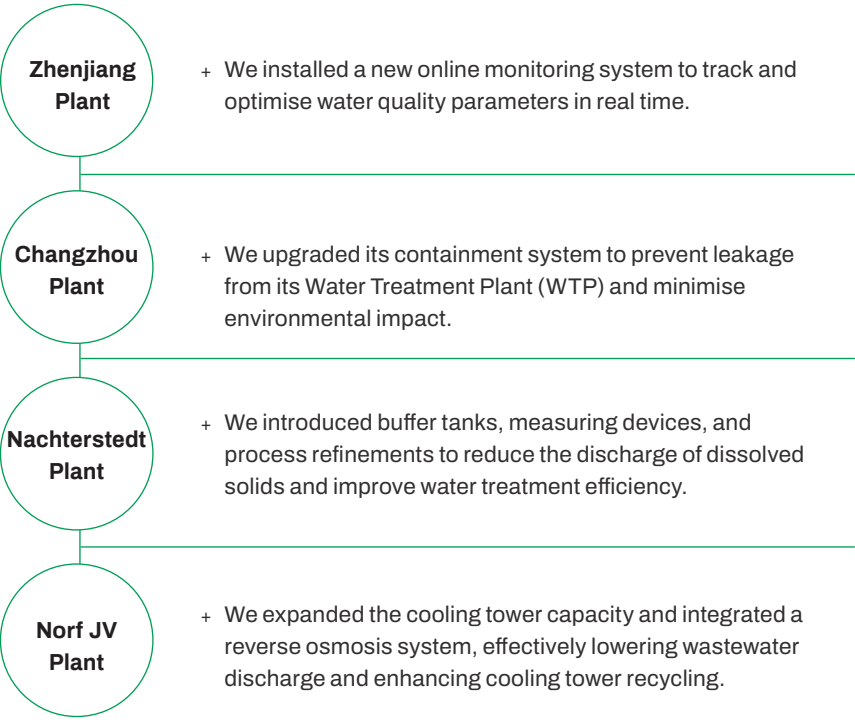 Zhenjiang
Plant
+ We installed a new online monitoring system to track and
optimise water quality parameters in real time.
Changzhou
Plant
+ We upgraded its containment system to prevent leakage
from its Water Treatment Plant (WTP) and minimise
environmental impact.
Nachterstedt
Plant
+ We introduced buffer tanks, measuring devices, and
process refinements to reduce the discharge of dissolved
solids and improve water treatment efficiency.
Norf JV
Plant
+ We expanded the cooling tower capacity and integrated a
reverse osmosis system, effectively lowering wastewater
discharge and enhancing cooling tower recycling.